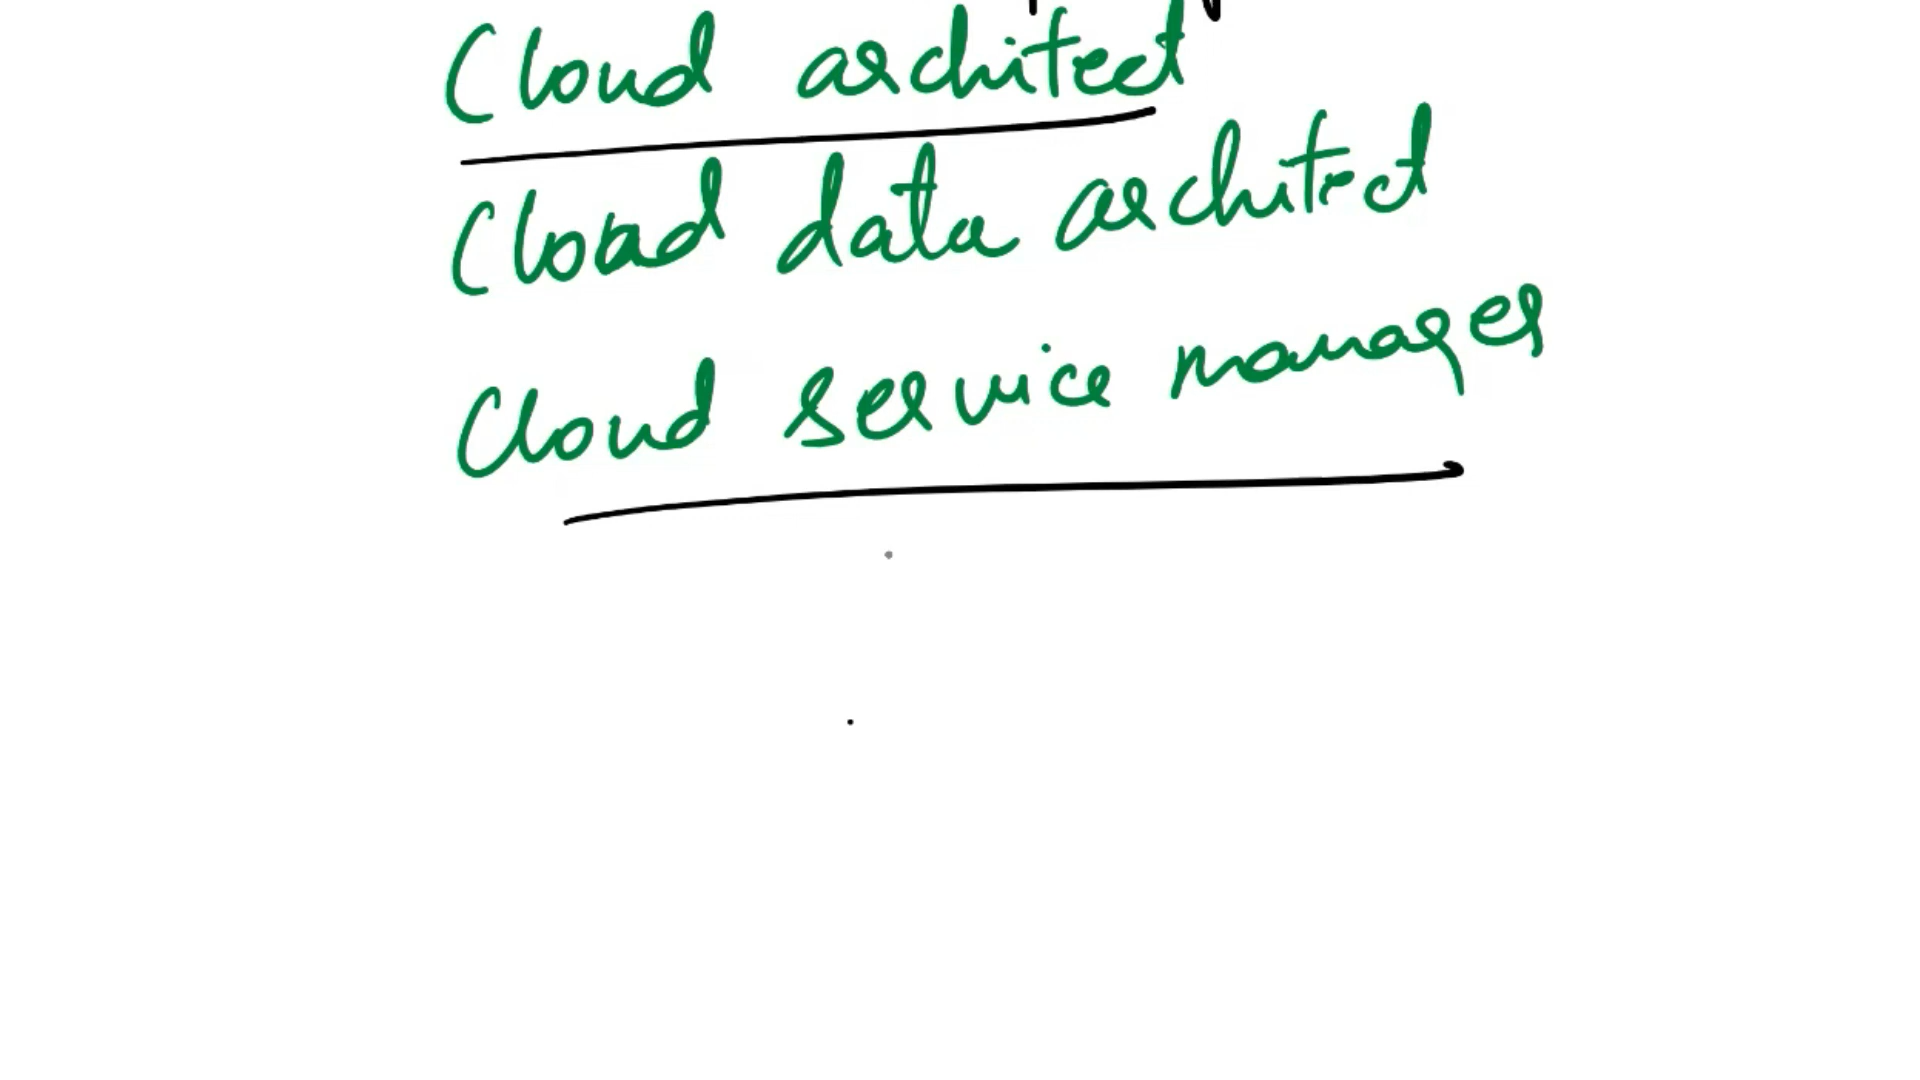 Cloud architect
Cloud data architect
Cloud service manager